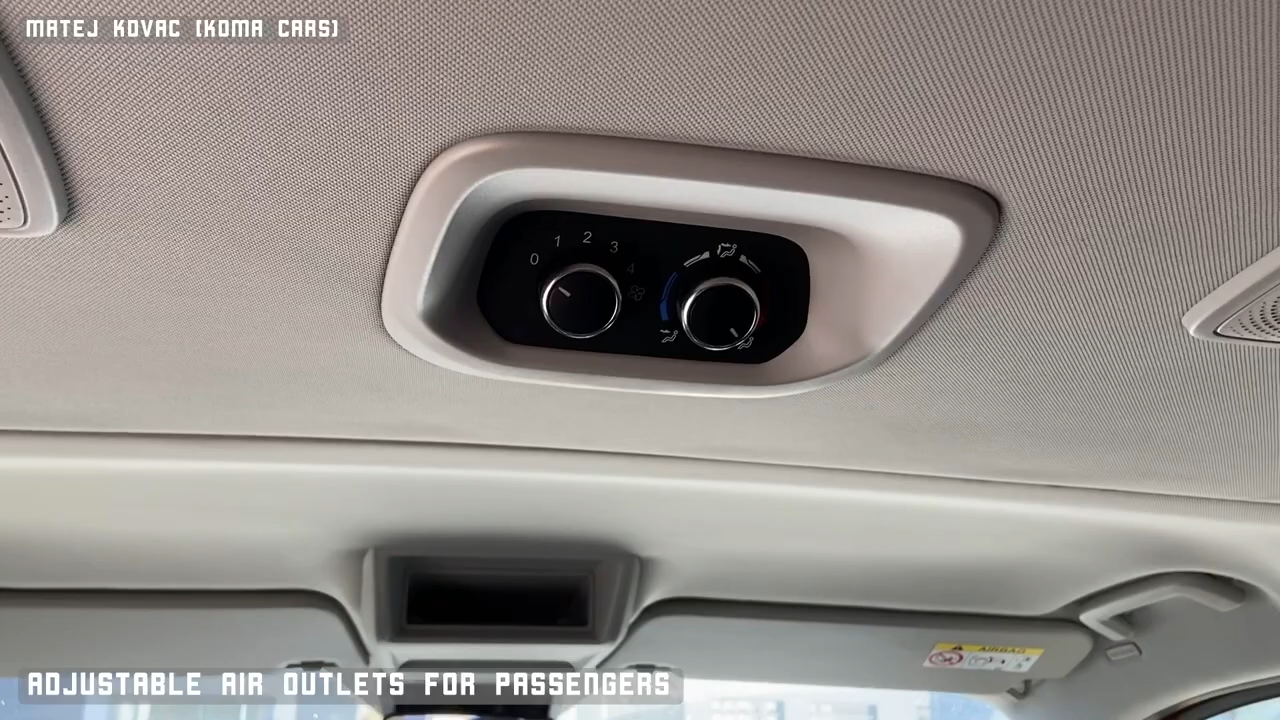 MATEJ KOVAC [KOMA CARS]
0 1 2 3 4
AIRBAG
ADJUSTABLE AIR OUTLETS FOR PASSENGERS